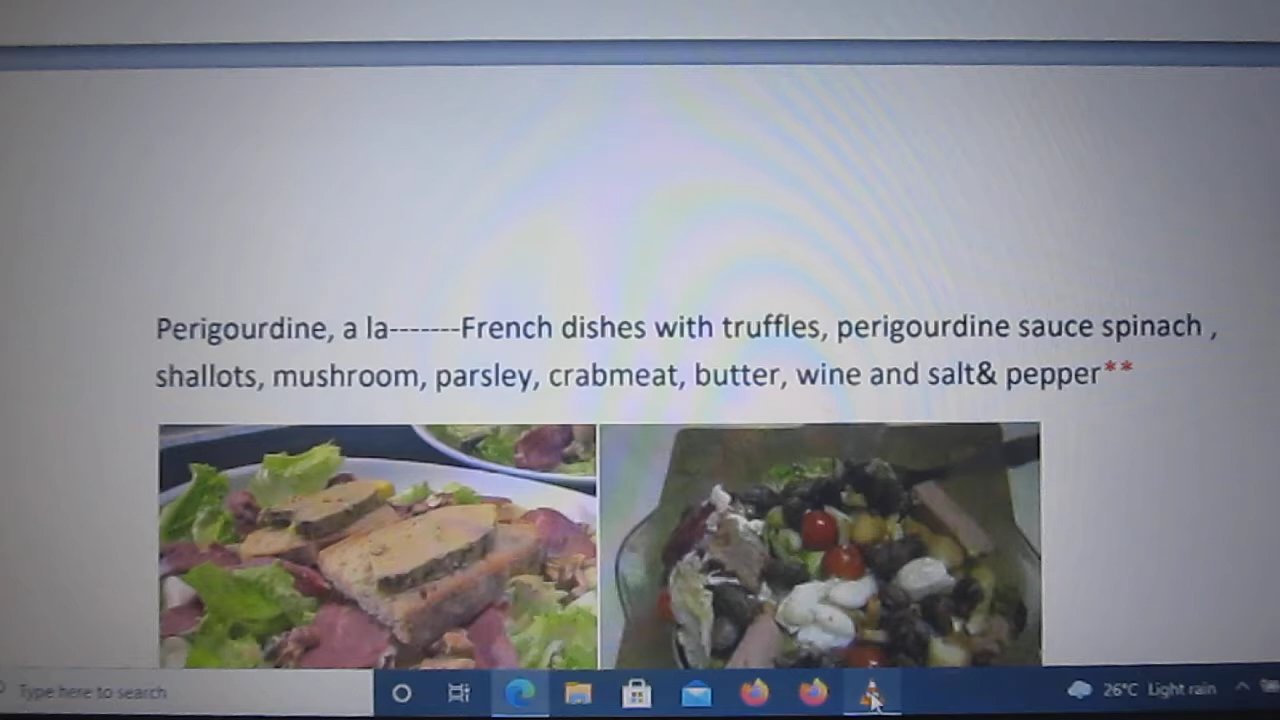 Perigourdine, a la-------French dishes with truffles, perigourdine sauce spinach ,
shallots, mushroom, parsley, crabmeat, butter, wine and salt& pepper**
Type here to search
26°C Light rain